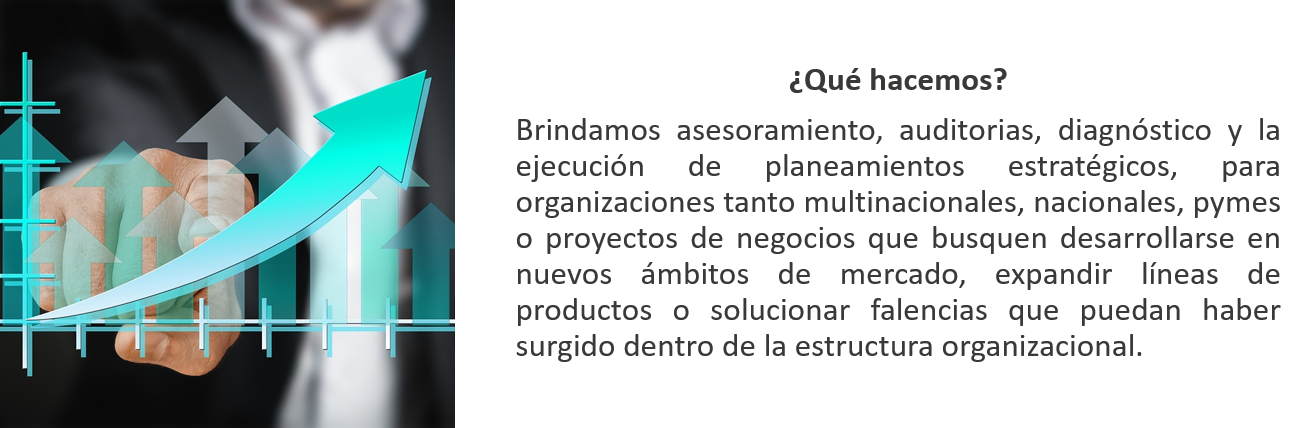 ¿Qué hacemos?
Brindamos asesoramiento, auditorias, diagnóstico y la
ejecución de planeamientos estratégicos, para
organizaciones tanto multinacionales, nacionales, pymes
o proyectos de negocios que busquen desarrollarse en
nuevos ámbitos de mercado, expandir líneas de
productos o solucionar falencias que puedan haber
surgido dentro de la estructura organizacional.